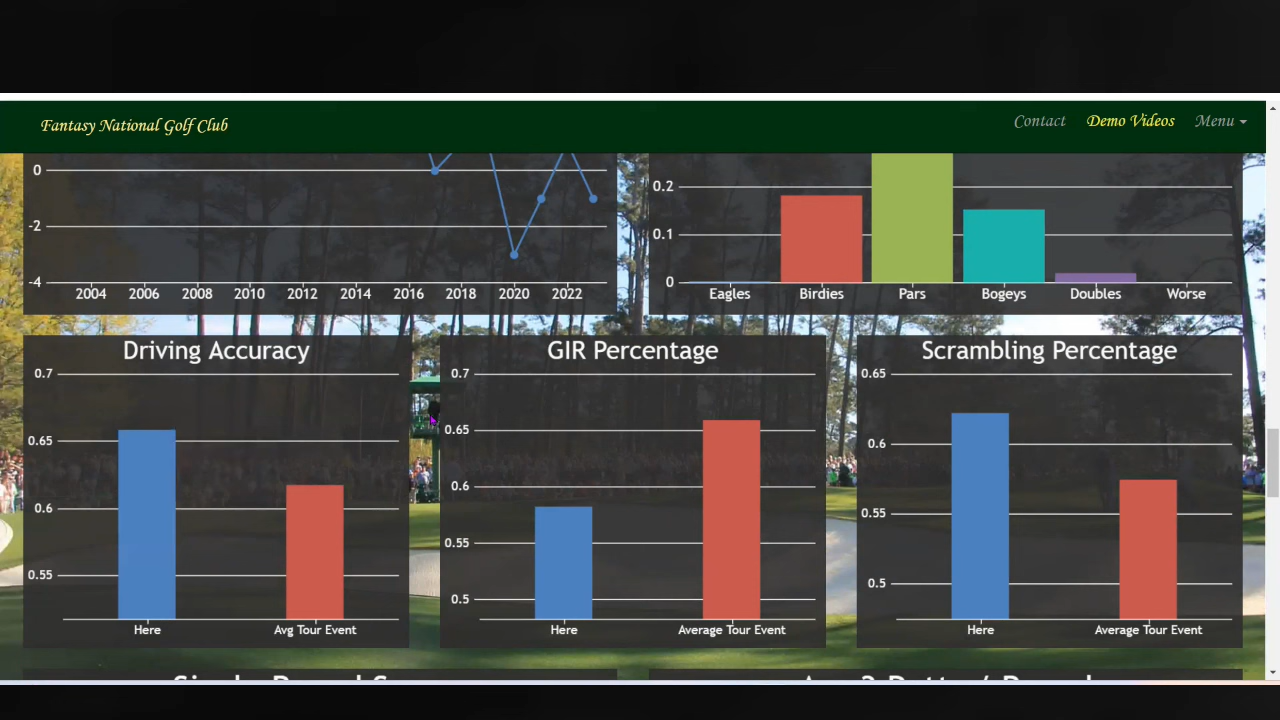 Fantasy National Golf Club
Contact Demo Videos Menu
0
-2
-4
2004 2006 2008 2010 2012 2014 2016 2018 2020 2022
0.2
0.1
0
Eagles Birdies Pars Bogeys Doubles Worse
Driving Accuracy
0.7
0.65
0.6
0.55
Here Avg Tour Event
GIR Percentage
0.7
0.65
0.6
0.55
0.5
Here Average Tour Event
Scrambling Percentage
0.65
0.6
0.55
0.5
Here Average Tour Event